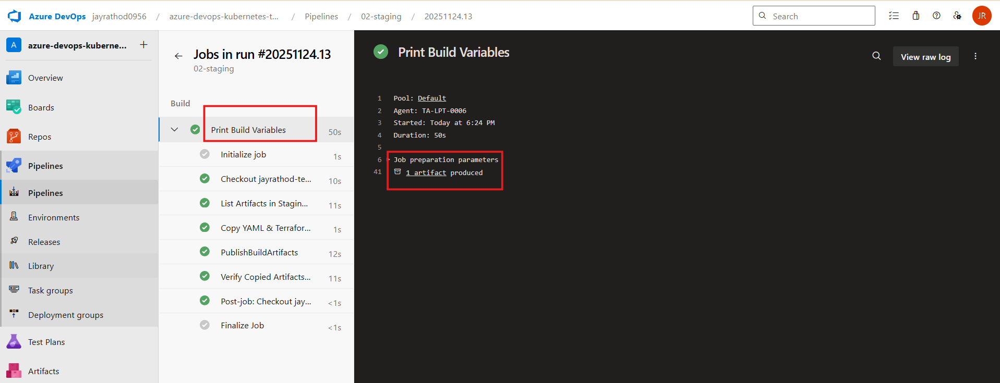 Azure DevOps jayrathod0956 / azure-devops-kubernetes-t... / Pipelines / 02-staging / 20251124.13
Search
JR
A azure-devops-kuberne... +
Overview
Boards
Repos
Pipelines
Pipelines
Environments
Releases
Library
Task groups
Deployment groups
Test Plans
Artifacts
Jobs in run #20251124.13
02-staging
Build
Print Build Variables 50s
Initialize job 1s
Checkout jayrathod-te... 10s
List Artifacts in Stagin... 11s
Copy YAML & Terrafor... 1s
PublishBuildArtifacts 12s
Verify Copied Artifacts... 11s
Post-job: Checkout jay... <1s
Finalize Job <1s
Print Build Variables
View raw log
1 Pool: Default
2 Agent: TA-LPT-0006
3 Started: Today at 6:24 PM
4 Duration: 50s
5
6 Job preparation parameters
41 1 artifact produced